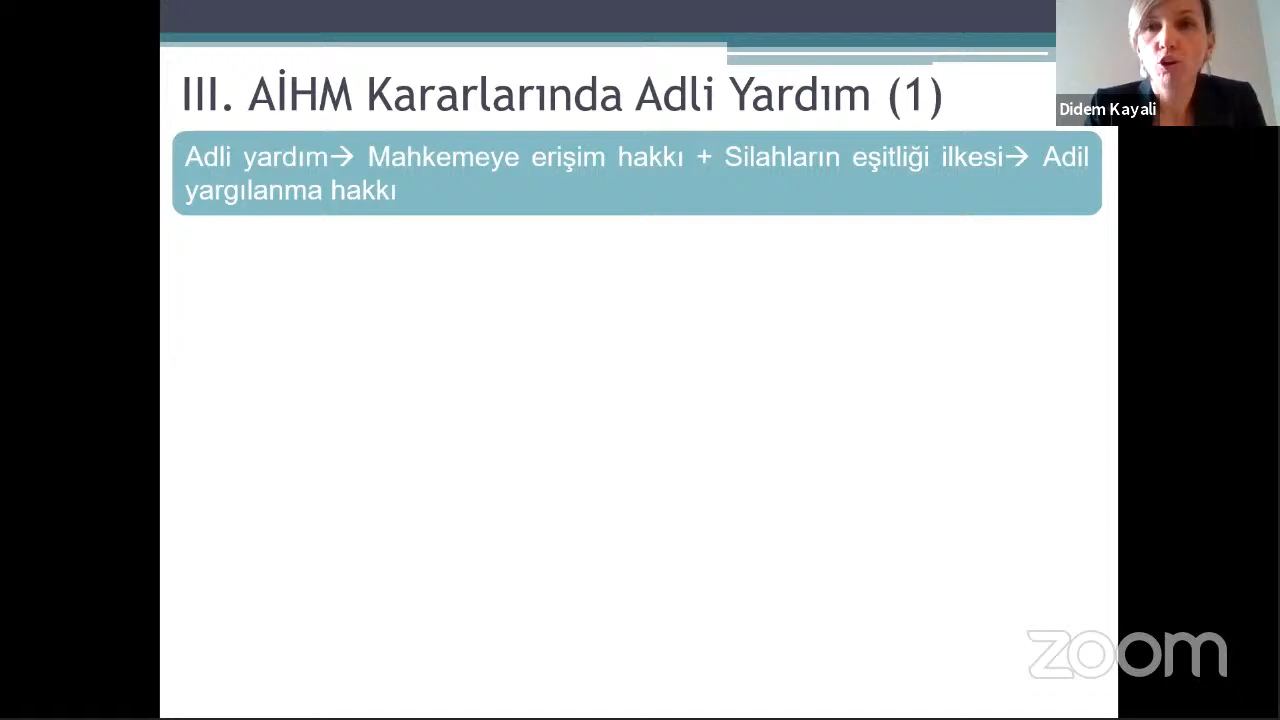 III. AİHM Kararlarında Adli Yardım (1)
Didem Kayali
Adli yardım→ Mahkemeye erişim hakkı + Silahların eşitliği ilkesi→ Adil
yargılanma hakkı
zoom